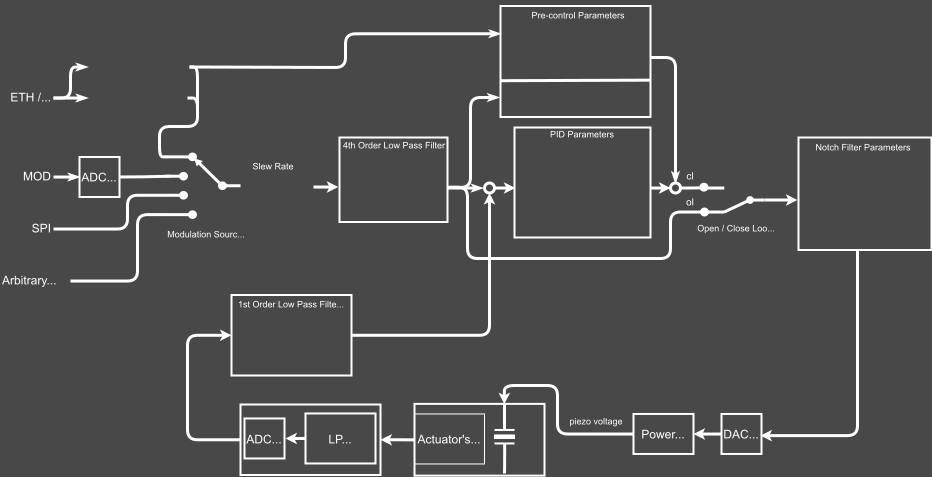 Pre-control Parameters
ETH /...
PID Parameters
4th Order Low Pass Filter
Notch Filter Parameters
Slew Rate
MOD
ADC...
cl
ol
SPI
Modulation Sourc...
Open / Close Loo...
Arbitrary...
1st Order Low Pass Filte...
piezo voltage
ADC...
LP...
Actuator's...
Power...
DAC...